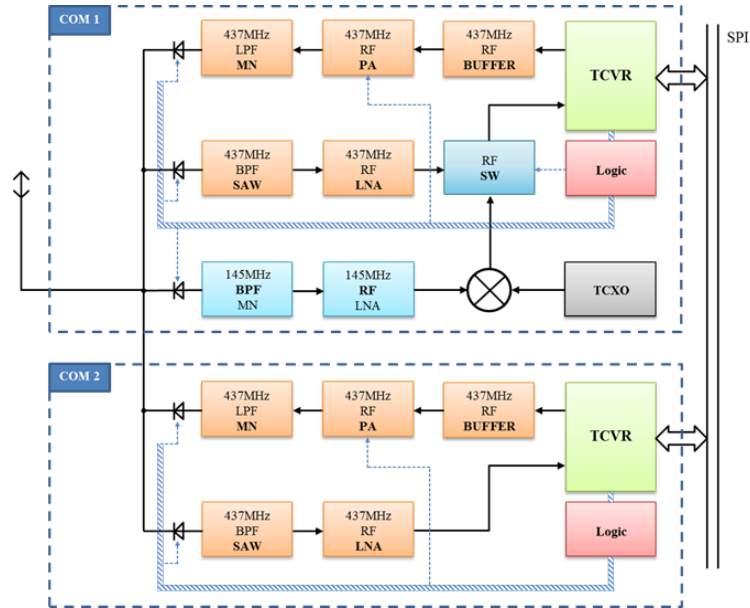 COM 1
437MHz
LPF
MN
437MHz
RF
PA
437MHz
RF
BUFFER
TCVR
SPI
437MHz
BPF
SAW
437MHz
RF
LNA
RF
SW
Logic
145MHz
BPF
MN
145MHz
RF
LNA
TCXO
COM 2
437MHz
LPF
MN
437MHz
RF
PA
437MHz
RF
BUFFER
TCVR
437MHz
BPF
SAW
437MHz
RF
LNA
Logic